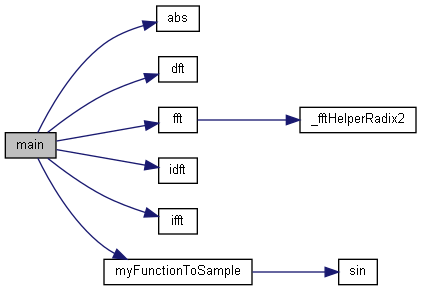 abs
dft
fft
_fftHelperRadix2
main
idft
ifft
myFunctionToSample
sin